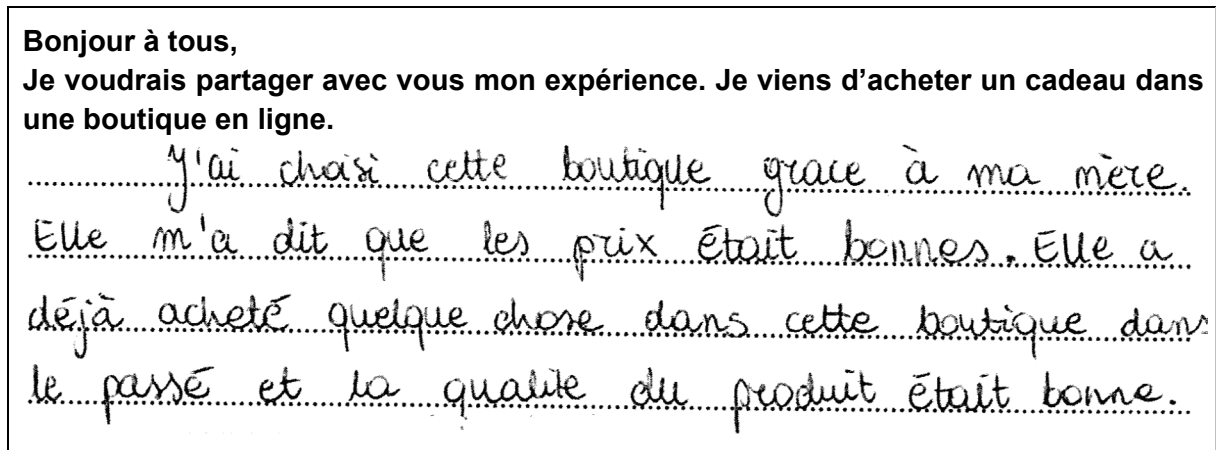 Bonjour à tous,
Je voudrais partager avec vous mon expérience. Je viens d’acheter un cadeau dans
une boutique en ligne.
J'ai choisi cette boutique grace à ma mère.
Elle m'a dit que les prix était bonnes. Elle a
déjà acheté quelque chose dans cette boutique dans
le passé et la qualite du produit était bonne.